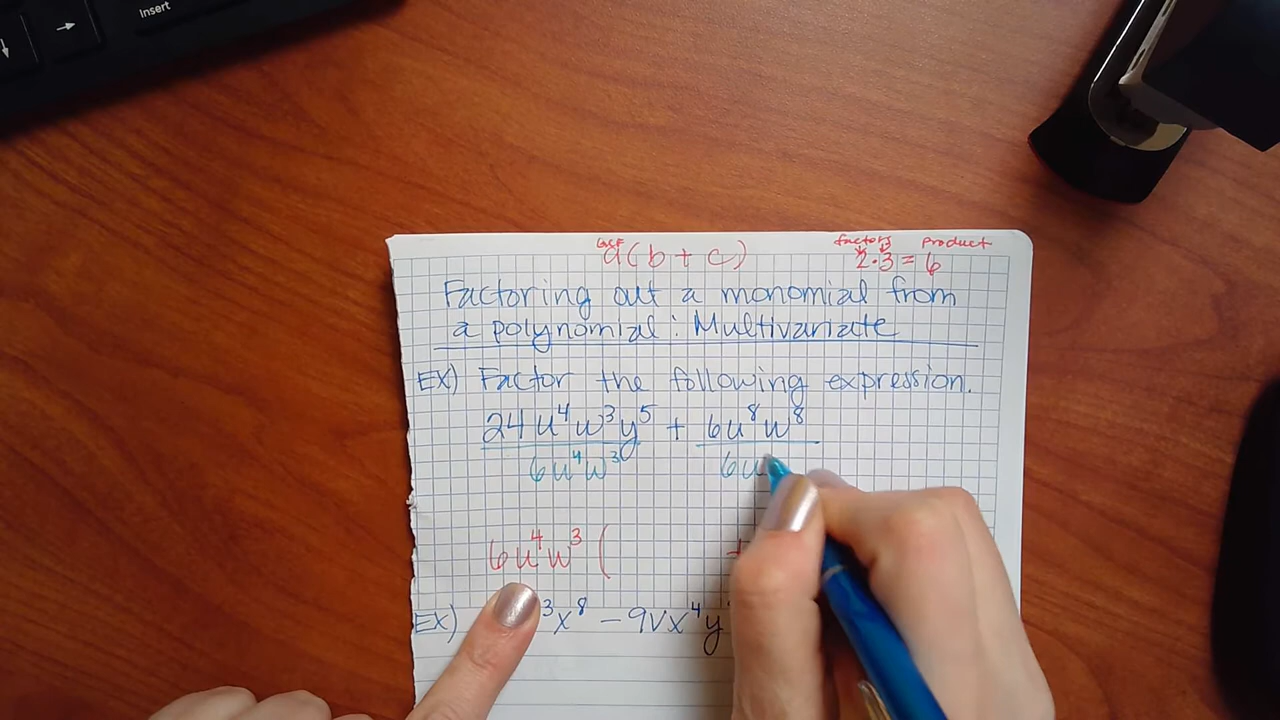 Insert
↓ →
GCF factors product
a(b + c) 2·3 = 6
Factoring out a monomial from
a polynomial: Multivariate
EX) Factor the following expression.
24u⁴w³y⁵ + 6u⁸w⁸
6u⁴w³ 6u
6u⁴w³ ( +
EX) ³x⁸ - 9vx⁴y